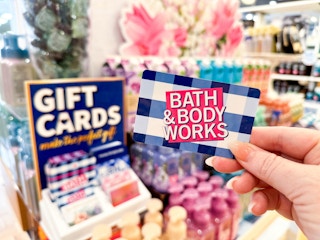 GIFT
CARDS
make the perfect gift
BATH
& BODY
WORKS